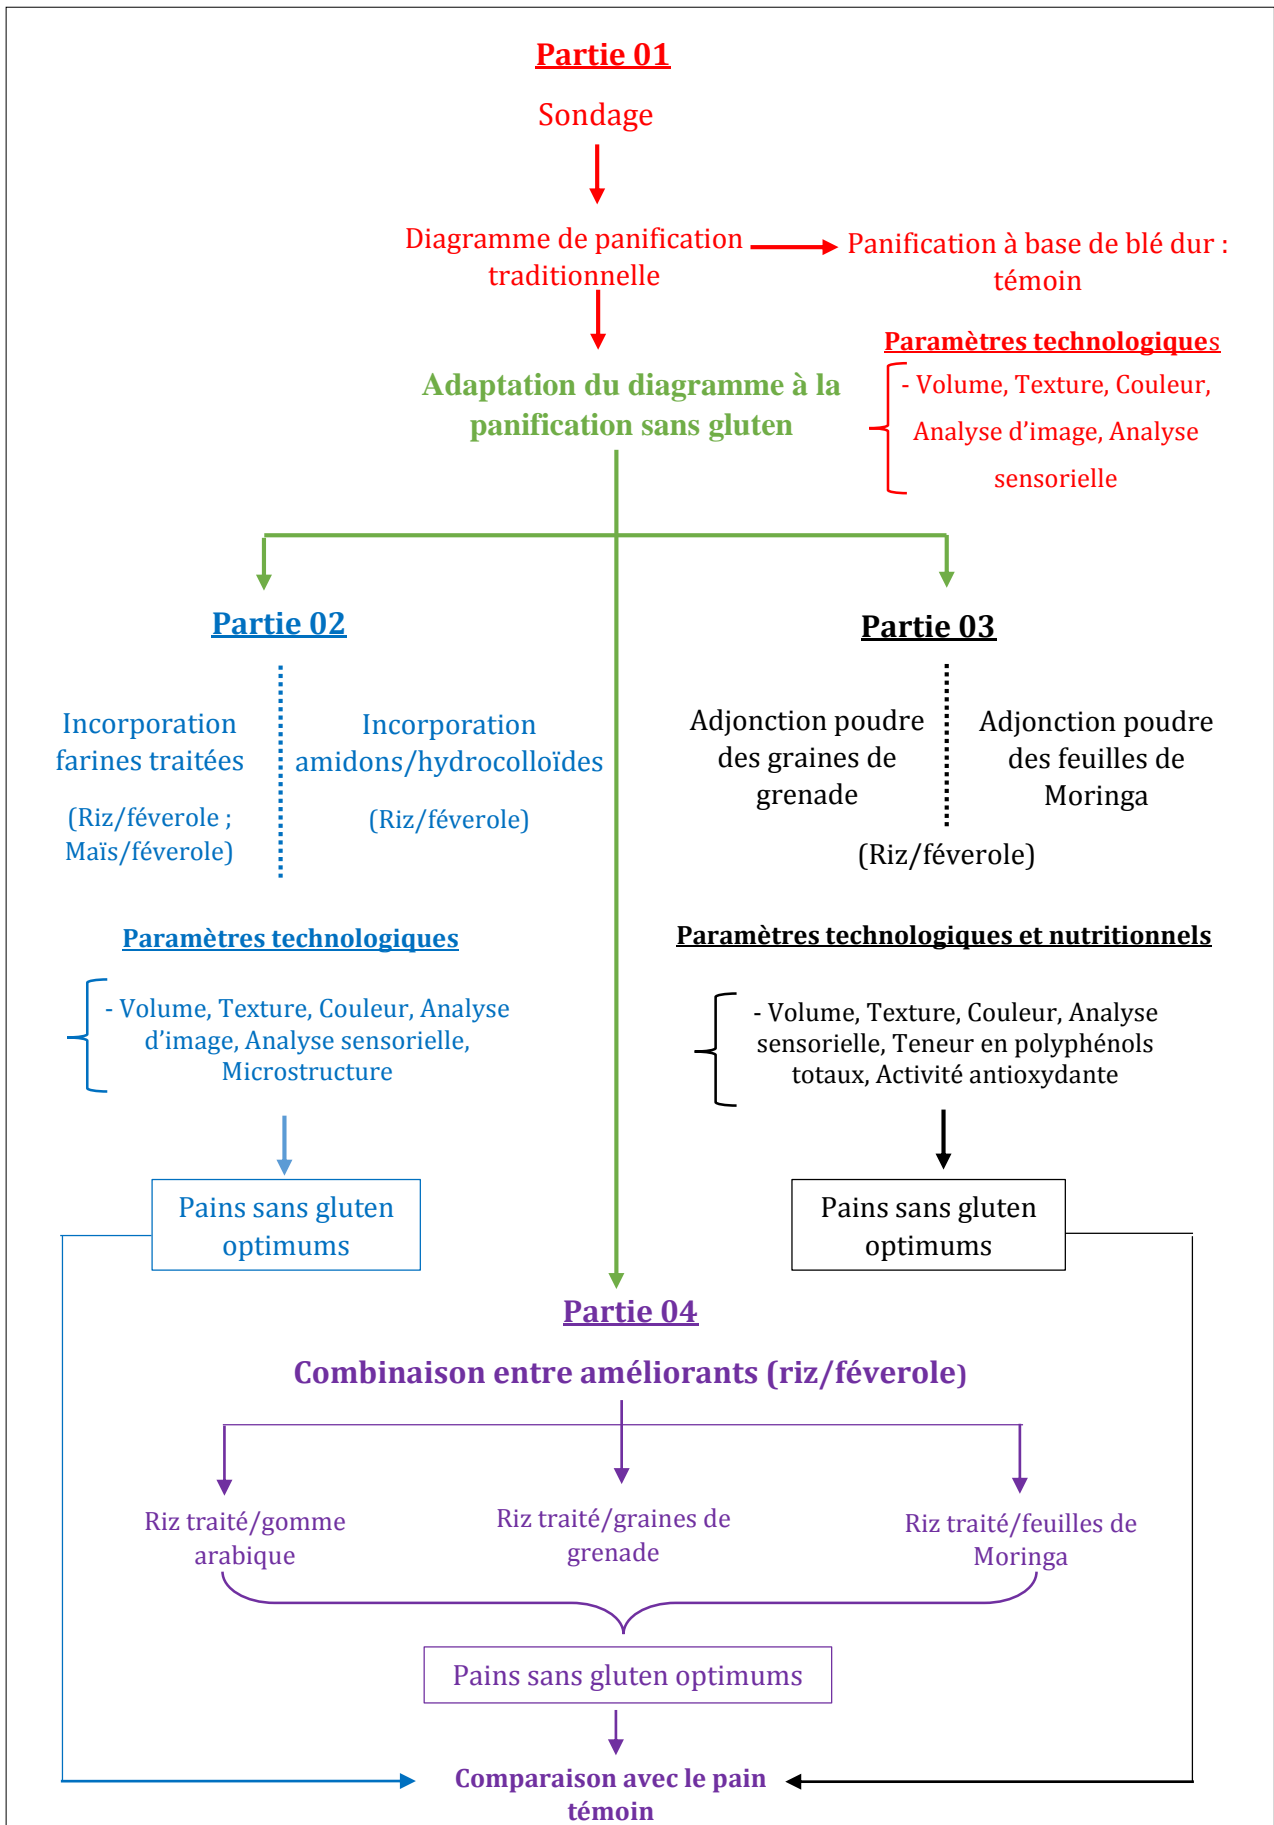 Partie 01
Sondage
Diagramme de panification
traditionnelle
Panification à base de blé dur :
témoin
Paramètres technologiques
- Volume, Texture, Couleur,
Analyse d’image, Analyse
sensorielle
Adaptation du diagramme à la
panification sans gluten
Partie 02
Incorporation
farines traitées
(Riz/féverole ;
Maïs/féverole)
Incorporation
amidons/hydrocolloïdes
(Riz/féverole)
Paramètres technologiques
- Volume, Texture, Couleur, Analyse
d’image, Analyse sensorielle,
Microstructure
Pains sans gluten
optimums
Partie 03
Adjonction poudre
des graines de
grenade
Adjonction poudre
des feuilles de
Moringa
(Riz/féverole)
Paramètres technologiques et nutritionnels
- Volume, Texture, Couleur, Analyse
sensorielle, Teneur en polyphénols
totaux, Activité antioxydante
Pains sans gluten
optimums
Partie 04
Combinaison entre améliorants (riz/féverole)
Riz traité/gomme
arabique
Riz traité/graines de
grenade
Riz traité/feuilles de
Moringa
Pains sans gluten optimums
Comparaison avec le pain
témoin